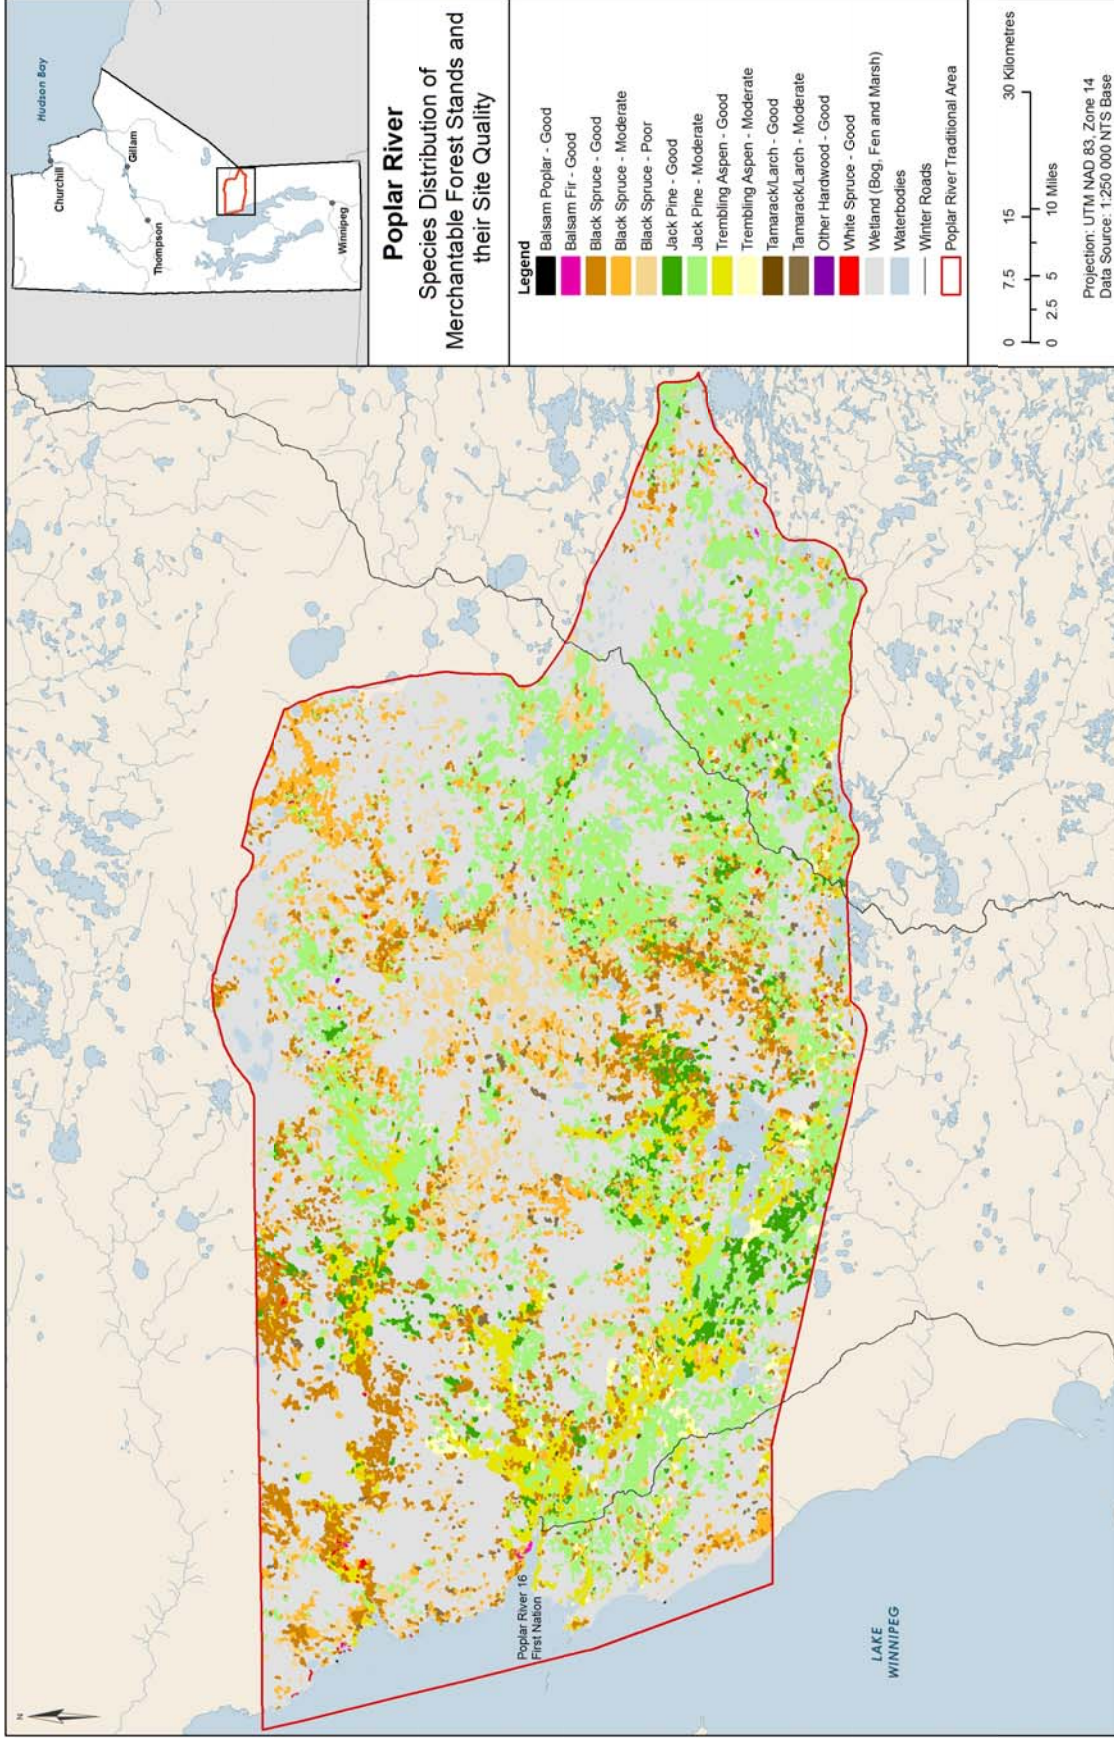 Hudson Bay
Churchill
Gillam
Thompson
Winnipeg
Poplar River
Species Distribution of
Merchantable Forest Stands and
their Site Quality
Legend
Balsam Poplar - Good
Balsam Fir - Good
Black Spruce - Good
Black Spruce - Moderate
Black Spruce - Poor
Jack Pine - Good
Jack Pine - Moderate
Trembling Aspen - Good
Trembling Aspen - Moderate
Tamarack/Larch - Good
Tamarack/Larch - Moderate
Other Hardwood - Good
White Spruce - Good
Wetland (Bog, Fen and Marsh)
Waterbodies
Winter Roads
Poplar River Traditional Area
0 7.5 15 30 Kilometres
0 2.5 5 10 Miles
Projection: UTM NAD 83, Zone 14
Data Source: 1:250 000 NTS Base
N
Poplar River 16
First Nation
LAKE
WINNIPEG